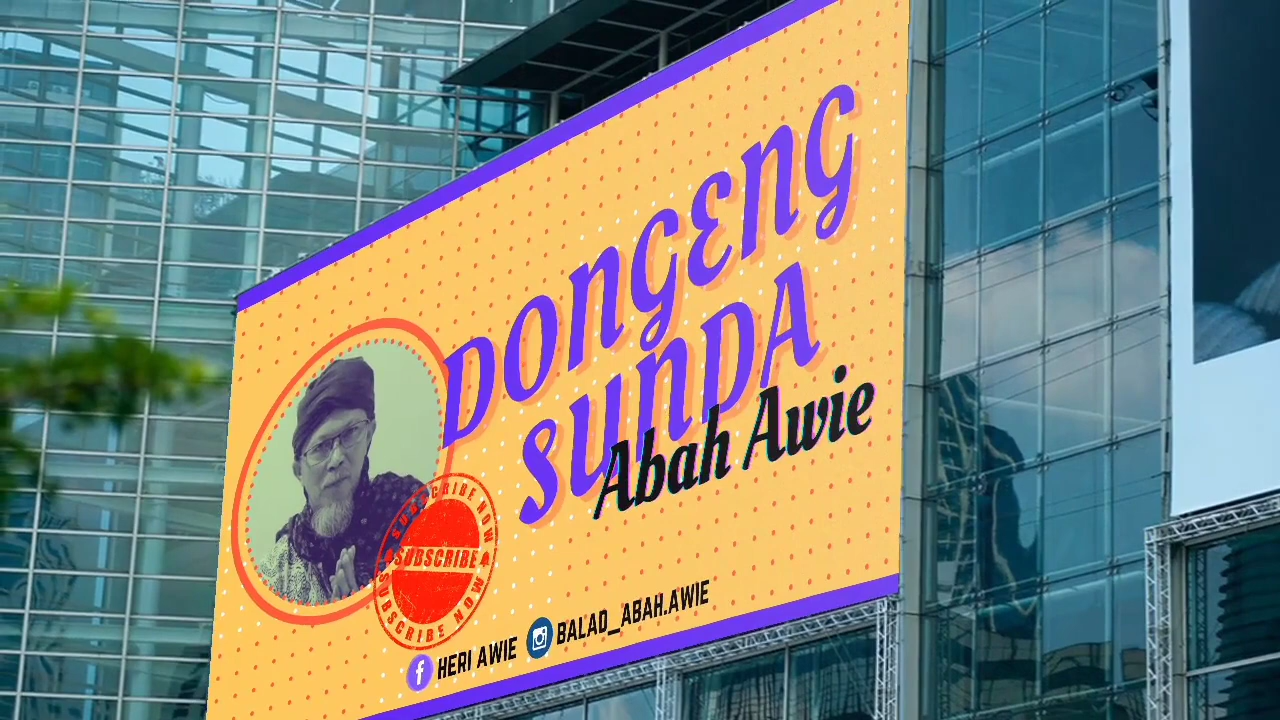 DONGENG
SUNDA
Abah Awie
SUBSCRIBE NOW
SUBSCRIBE
SUBSCRIBE NOW
HERI AWIE
BALAD_ABAH.AWIE